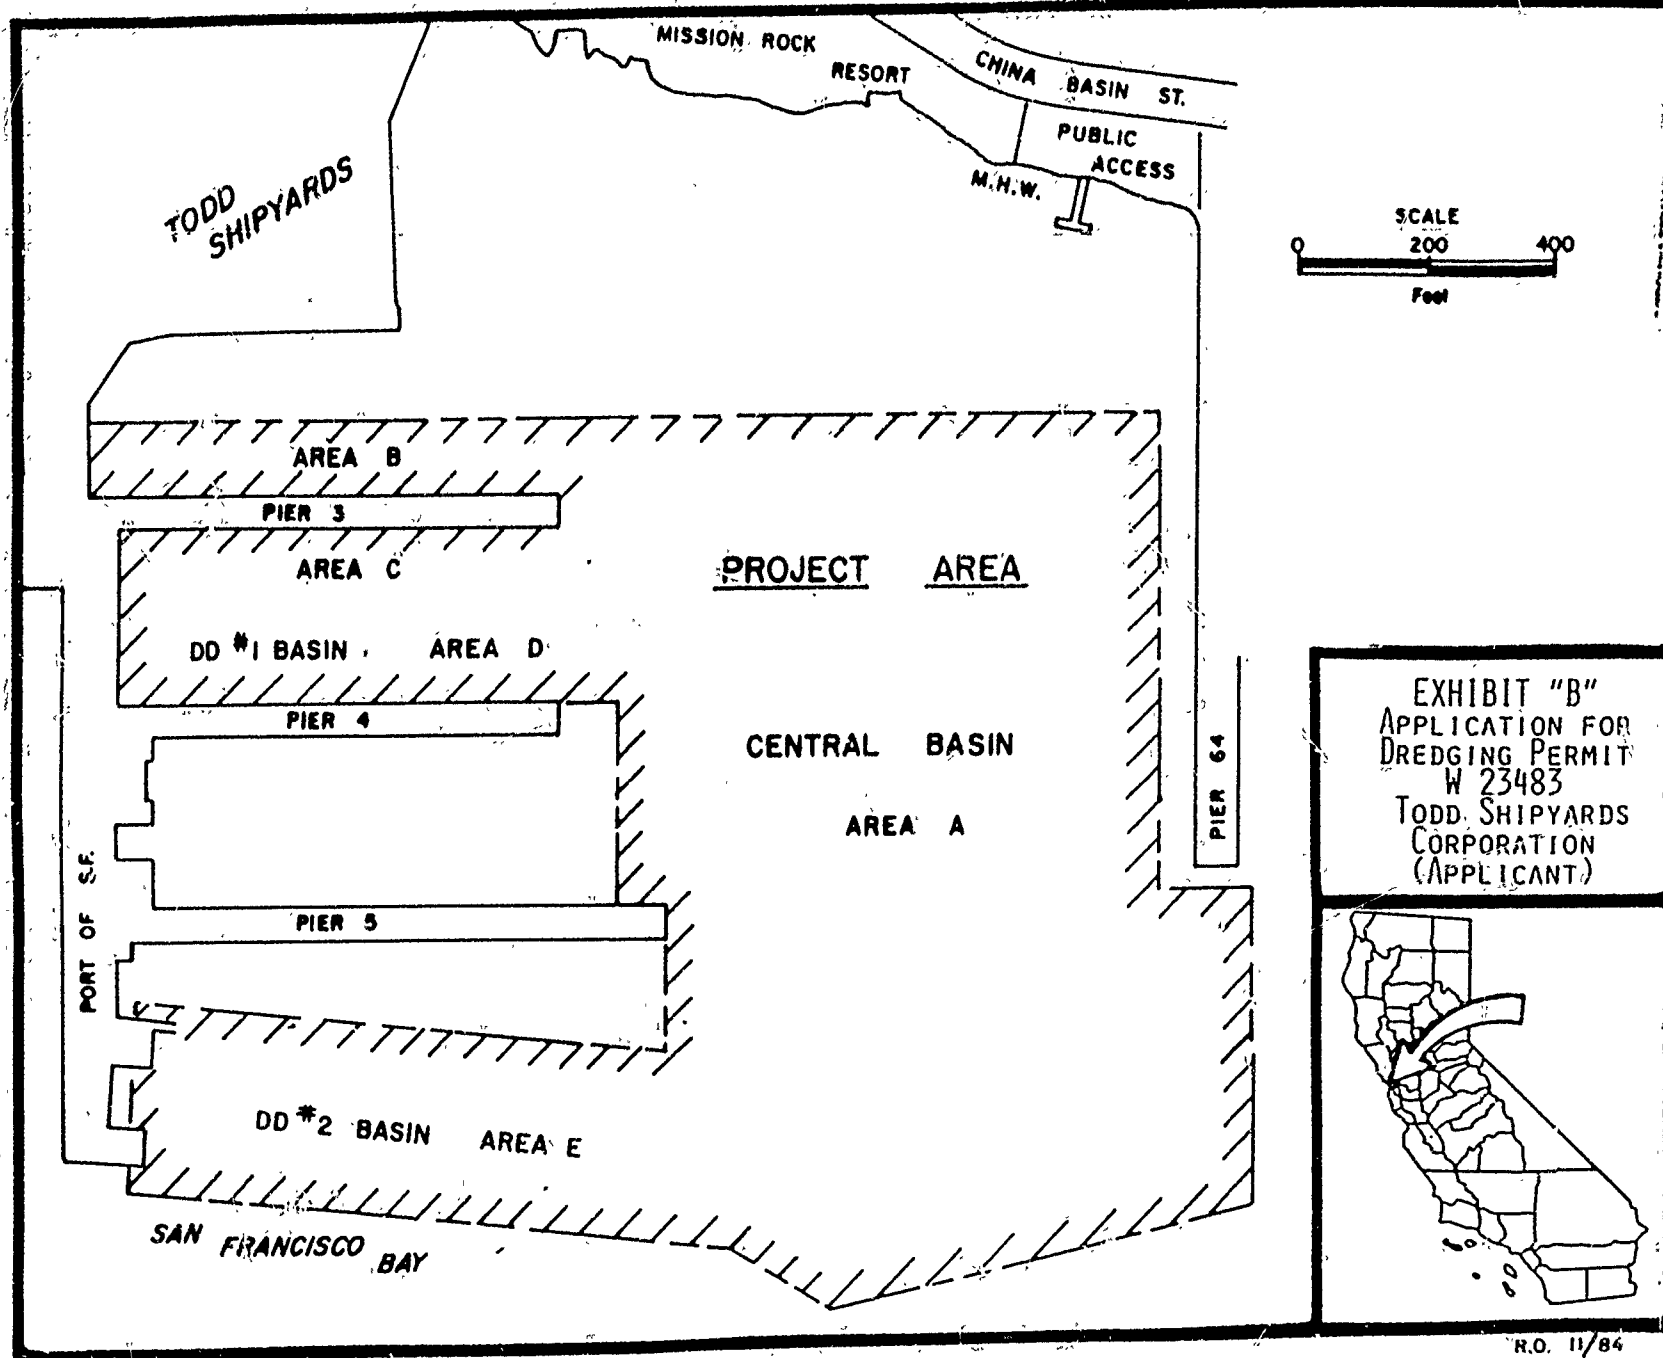 MISSION ROCK
RESORT
CHINA BASIN ST.
PUBLIC
ACCESS
M.H.W.
TODD
SHIPYARDS
SCALE
0 200 400
Feet
AREA B
PIER 3
AREA C
PROJECT AREA
DD #1 BASIN AREA D
PIER 4
CENTRAL BASIN
AREA A
PIER 64
PIER 5
PORT OF S.F.
DD #2 BASIN AREA E
SAN FRANCISCO BAY
EXHIBIT "B"
APPLICATION FOR
DREDGING PERMIT
W 23483
TODD SHIPYARDS
CORPORATION
(APPLICANT)
R.O. 11/84